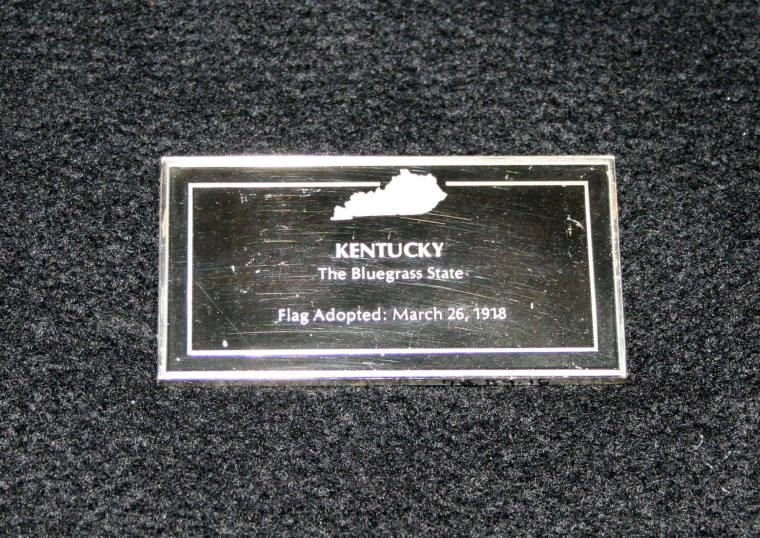 KENTUCKY
The Bluegrass State
Flag Adopted: March 26, 1918